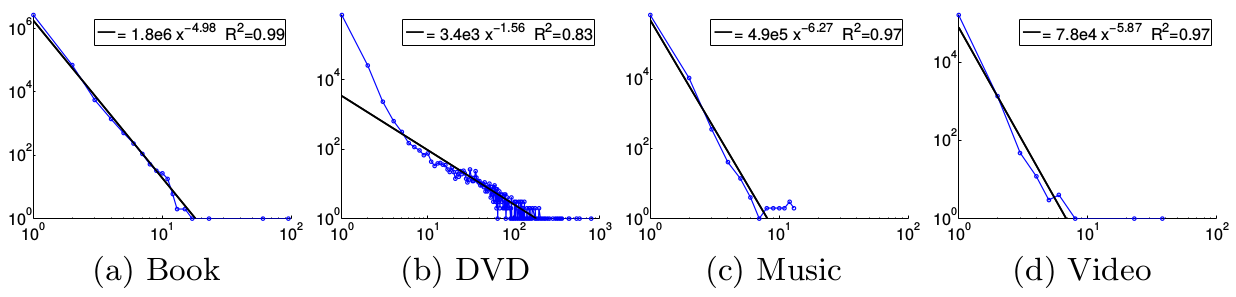 = 1.8e6 x^-4.98 R^2=0.99
10^6
10^4
10^2
10^0
10^0 10^1 10^2
(a) Book
= 3.4e3 x^-1.56 R^2=0.83
10^4
10^2
10^0
10^0 10^1 10^2 10^3
(b) DVD
= 4.9e5 x^-6.27 R^2=0.97
10^4
10^2
10^0
10^0 10^1 10^2
(c) Music
= 7.8e4 x^-5.87 R^2=0.97
10^4
10^2
10^0
10^0 10^1 10^2
(d) Video